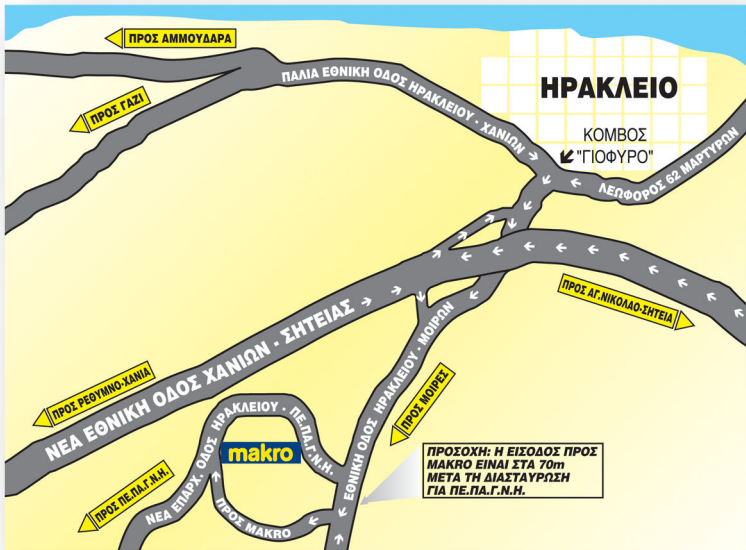 ΠΡΟΣ ΑΜΜΟΥΔΑΡΑ
ΠΡΟΣ ΓΑΖΙ
ΠΑΛΙΑ ΕΘΝΙΚΗ ΟΔΟΣ ΗΡΑΚΛΕΙΟΥ - ΧΑΝΙΩΝ
ΗΡΑΚΛΕΙΟ
ΚΟΜΒΟΣ
"ΓΙΟΦΥΡΟ"
ΛΕΩΦΟΡΟΣ 62 ΜΑΡΤΥΡΩΝ
ΠΡΟΣ ΑΓ.ΝΙΚΟΛΑΟ-ΣΗΤΕΙΑ
ΝΕΑ ΕΘΝΙΚΗ ΟΔΟΣ ΧΑΝΙΩΝ - ΣΗΤΕΙΑΣ
ΠΡΟΣ ΡΕΘΥΜΝΟ-ΧΑΝΙΑ
ΕΘΝΙΚΗ ΟΔΟΣ ΗΡΑΚΛΕΙΟΥ - ΜΟΙΡΩΝ
ΠΡΟΣ ΜΟΙΡΕΣ
ΝΕΑ ΕΠΑΡΧ. ΟΔΟΣ ΗΡΑΚΛΕΙΟΥ - ΠΕ.ΠΑ.Γ.Ν.Η.
makro
ΠΡΟΣ ΠΕ.ΠΑ.Γ.Ν.Η.
ΠΡΟΣ MAKRO
ΠΡΟΣΟΧΗ: Η ΕΙΣΟΔΟΣ ΠΡΟΣ
MAKRO ΕΙΝΑΙ ΣΤΑ 70m
ΜΕΤΑ ΤΗ ΔΙΑΣΤΑΥΡΩΣΗ
ΓΙΑ ΠΕ.ΠΑ.Γ.Ν.Η.